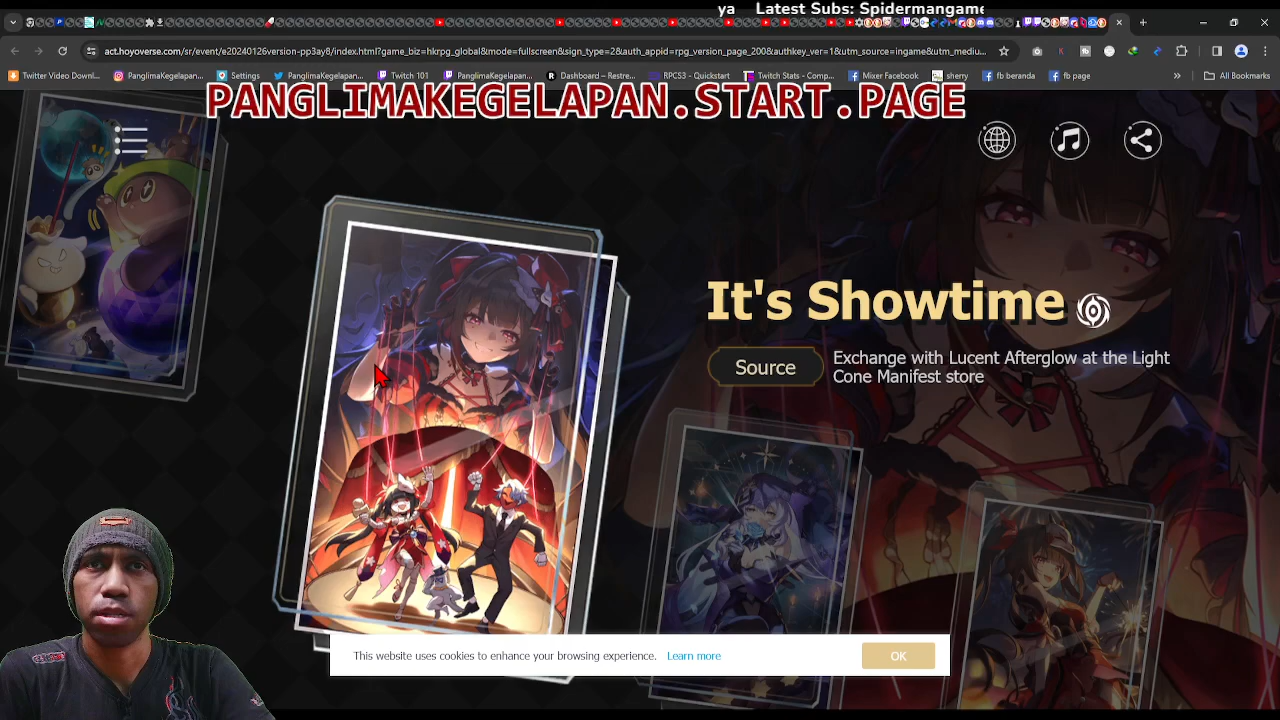 ya Latest Subs: Spidermangame
act.hoyoverse.com/sr/event/e20240126version-pp3ay8/index.html?game_biz=hkrpg_global&mode=fullscreen&sign_type=2&auth_appid=rpg_version_page_200&authkey_ver=1&utm_source=ingame&utm_mediu...
Twitter Video Downl... PanglimaKegelapan... Settings PanglimaKegelapan... Twitch 101 Dashboard – Restre... RPCS3 - Quickstart Twitch Stats - Comp... Mixer Facebook sherry fb beranda fb page » All Bookmarks
PANGLIMAKEGELAPAN.START.PAGE
It's Showtime
Source
Exchange with Lucent Afterglow at the Light
Cone Manifest store
This website uses cookies to enhance your browsing experience. Learn more
OK